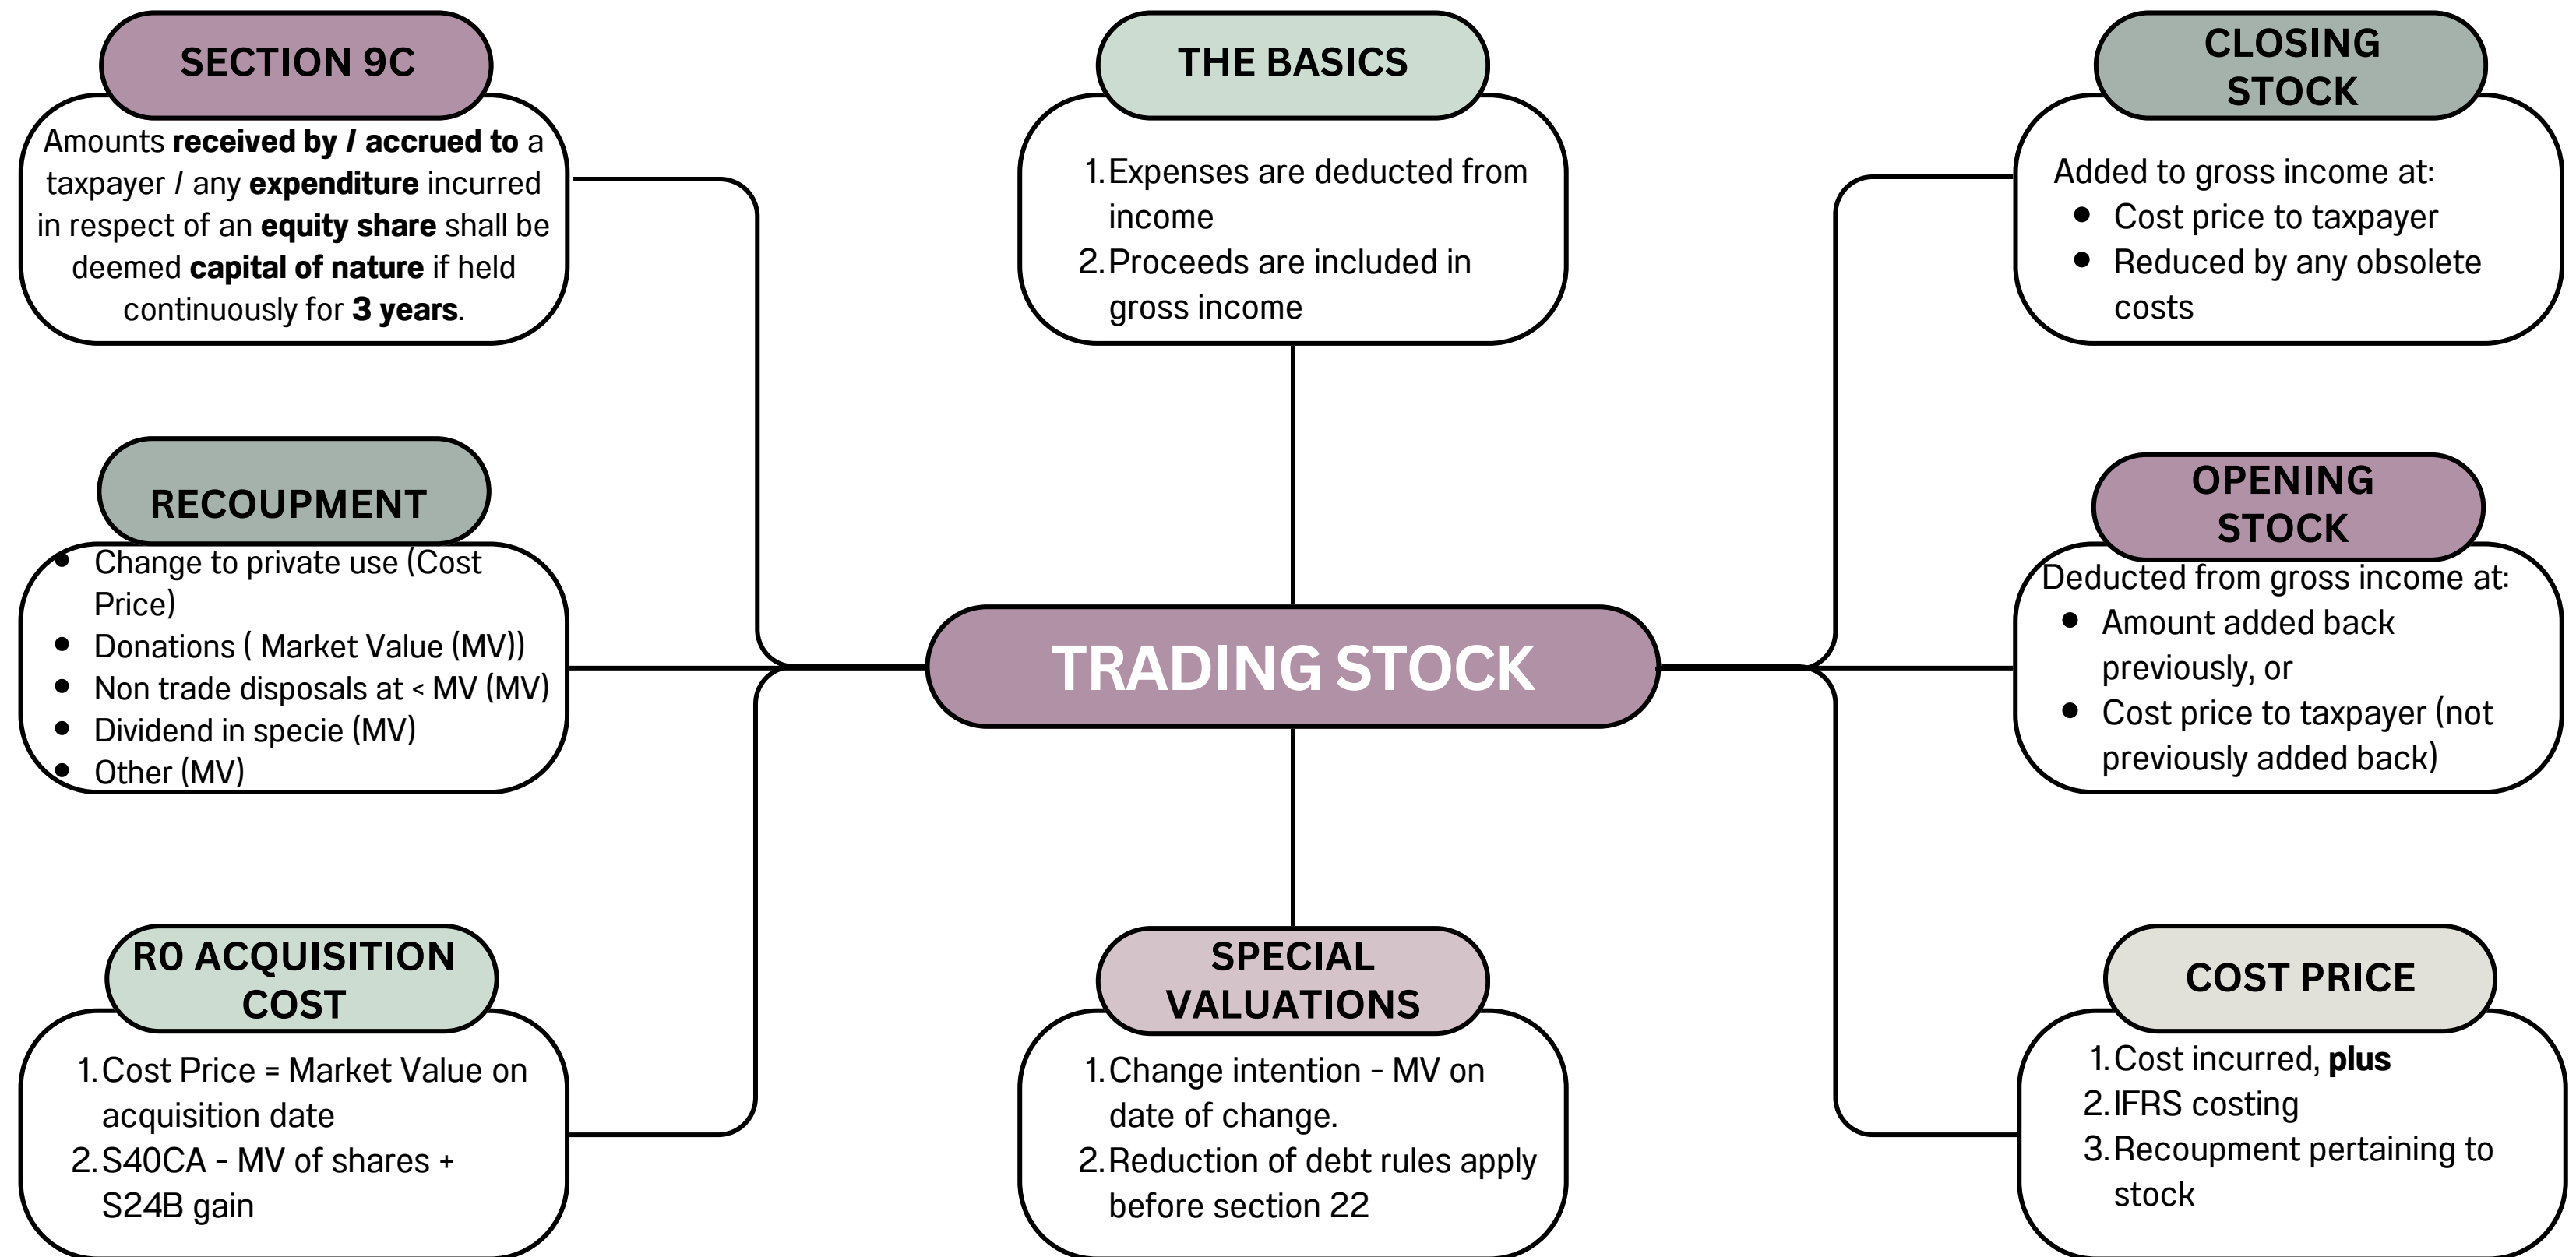 SECTION 9C
Amounts received by / accrued to a
taxpayer / any expenditure incurred
in respect of an equity share shall be
deemed capital of nature if held
continuously for 3 years.
THE BASICS
1. Expenses are deducted from
income
2. Proceeds are included in
gross income
CLOSING
STOCK
Added to gross income at:
• Cost price to taxpayer
• Reduced by any obsolete
costs
RECOUPMENT
• Change to private use (Cost
Price)
• Donations ( Market Value (MV))
• Non trade disposals at < MV (MV)
• Dividend in specie (MV)
• Other (MV)
TRADING STOCK
OPENING
STOCK
Deducted from gross income at:
• Amount added back
previously, or
• Cost price to taxpayer (not
previously added back)
R0 ACQUISITION
COST
1. Cost Price = Market Value on
acquisition date
2. S40CA - MV of shares +
S24B gain
SPECIAL
VALUATIONS
1. Change intention - MV on
date of change.
2. Reduction of debt rules apply
before section 22
COST PRICE
1. Cost incurred, plus
2. IFRS costing
3. Recoupment pertaining to
stock